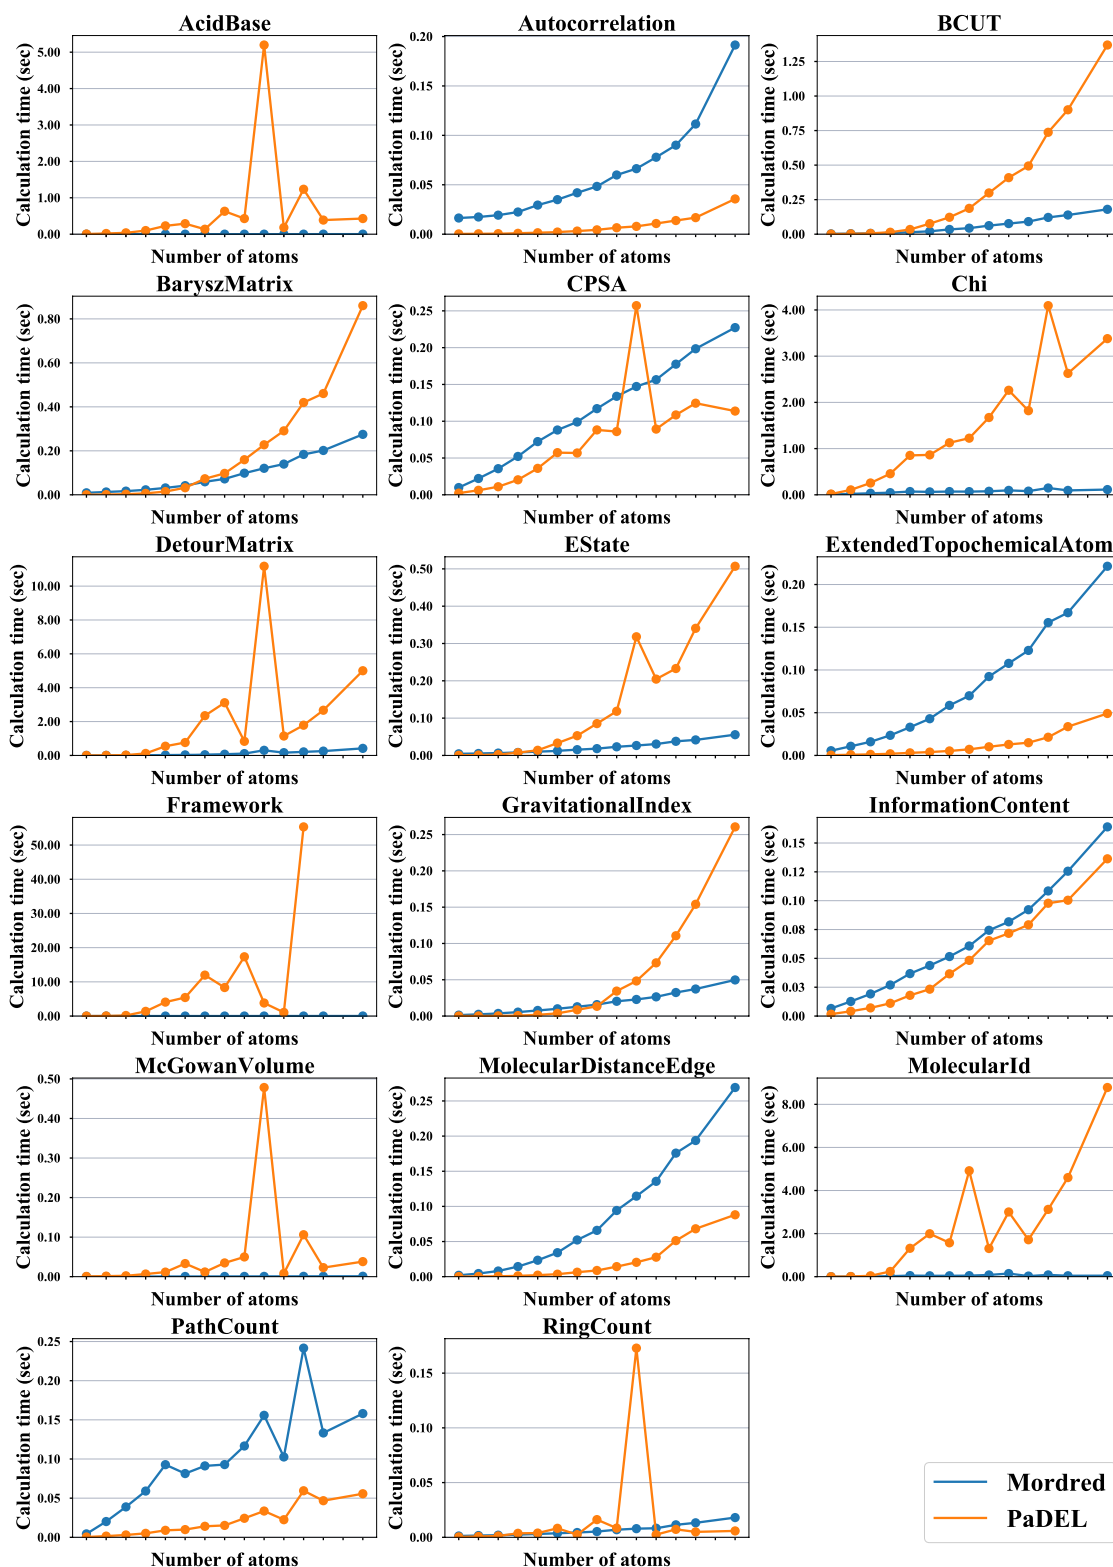 AcidBase
Calculation time (sec)
5.00
4.00
3.00
2.00
1.00
0.00
Number of atoms
Autocorrelation
Calculation time (sec)
0.20
0.15
0.10
0.05
0.00
Number of atoms
BCUT
Calculation time (sec)
1.25
1.00
0.75
0.50
0.25
0.00
Number of atoms
BaryszMatrix
Calculation time (sec)
0.80
0.60
0.40
0.20
0.00
Number of atoms
CPSA
Calculation time (sec)
0.25
0.20
0.15
0.10
0.05
0.00
Number of atoms
Chi
Calculation time (sec)
4.00
3.00
2.00
1.00
0.00
Number of atoms
DetourMatrix
Calculation time (sec)
10.00
8.00
6.00
4.00
2.00
0.00
Number of atoms
EState
Calculation time (sec)
0.50
0.40
0.30
0.20
0.10
0.00
Number of atoms
ExtendedTopochemicalAtom
Calculation time (sec)
0.20
0.15
0.10
0.05
0.00
Number of atoms
Framework
Calculation time (sec)
50.00
40.00
30.00
20.00
10.00
0.00
Number of atoms
GravitationalIndex
Calculation time (sec)
0.25
0.20
0.15
0.10
0.05
0.00
Number of atoms
InformationContent
Calculation time (sec)
0.15
0.12
0.10
0.08
0.05
0.03
0.00
Number of atoms
McGowanVolume
Calculation time (sec)
0.50
0.40
0.30
0.20
0.10
0.00
Number of atoms
MolecularDistanceEdge
Calculation time (sec)
0.25
0.20
0.15
0.10
0.05
0.00
Number of atoms
MolecularId
Calculation time (sec)
8.00
6.00
4.00
2.00
0.00
Number of atoms
PathCount
Calculation time (sec)
0.25
0.20
0.15
0.10
0.05
0.00
Number of atoms
RingCount
Calculation time (sec)
0.15
0.10
0.05
0.00
Number of atoms
Mordred
PaDEL